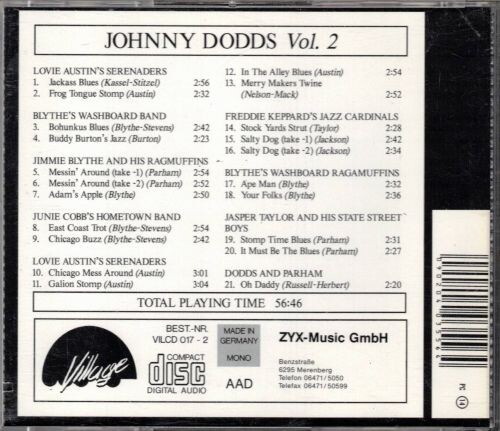 JOHNNY DODDS Vol. 2
LOVIE AUSTIN'S SERENADERS
1. Jackass Blues (Kassel-Stitzel) 2:56
2. Frog Tongue Stomp (Austin) 2:32
BLYTHE'S WASHBOARD BAND
3. Bohunkus Blues (Blythe-Stevens) 2:42
4. Buddy Burton's Jazz (Burton) 2:23
JIMMIE BLYTHE AND HIS RAGMUFFINS
5. Messin' Around (take -1) (Parham) 2:54
6. Messin' Around (take -2) (Parham) 2:52
7. Adam's Apple (Blythe) 2:50
JUNIE COBB'S HOMETOWN BAND
8. East Coast Trot (Blythe-Stevens) 2:54
9. Chicago Buzz (Blythe-Stevens) 2:42
LOVIE AUSTIN'S SERENADERS
10. Chicago Mess Around (Austin) 3:01
11. Galion Stomp (Austin) 2:31
12. In The Alley Blues (Austin) 2:54
13. Merry Makers Twine
(Nelson-Mack) 2:52
FREDDIE KEPPARD'S JAZZ CARDINALS
14. Stock Yards Strut (Taylor) 2:28
15. Salty Dog (take -1) (Jackson) 2:42
16. Salty Dog (take -2) (Jackson) 2:34
BLYTHE'S WASHBOARD RAGAMUFFINS
17. Ape Man (Blythe) 2:32
18. Your Folks (Blythe) 2:36
JASPER TAYLOR AND HIS STATE STREET
BOYS
19. Stomp Time Blues (Parham) 2:31
20. It Must Be The Blues (Parham) 2:27
DODDS AND PARHAM
21. Oh Daddy (Russell-Herbert) 2:20
TOTAL PLAYING TIME 56:46
Village
BEST.-NR.
VILCD 017 - 2
COMPACT
disc
DIGITAL AUDIO
MADE IN
GERMANY
MONO
AAD
ZYX-Music GmbH
Benzstraße
6295 Merenberg
Telefon 06471/5050
Telefax 06471/50599
090204035564
PC 14